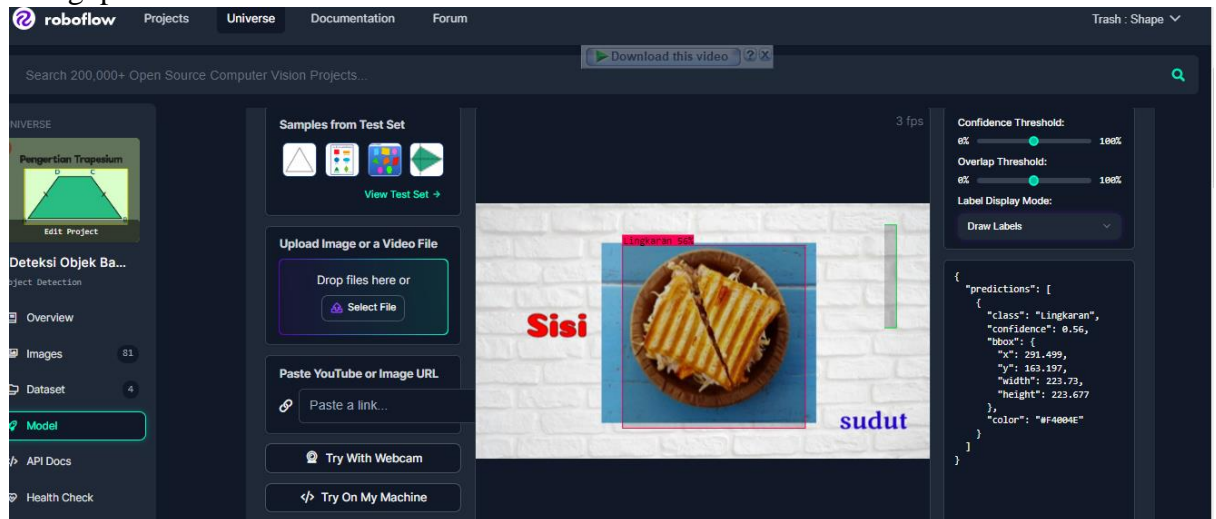 roboflow Projects Universe Documentation Forum Trash : Shape
Download this video ? X
Search 200,000+ Open Source Computer Vision Projects...
NIVERSE
Pengertian Trapesium
D C
Edit Project
Deteksi Objek Ba...
bject Detection
Overview
Images 81
Dataset 4
Model
API Docs
Health Check
Samples from Test Set
View Test Set →
Upload Image or a Video File
Drop files here or
Select File
Paste YouTube or Image URL
Paste a link...
Try With Webcam
</> Try On My Machine
3 fps
Lingkaran 56%
Sisi
sudut
Confidence Threshold:
0% 100%
Overlap Threshold:
0% 100%
Label Display Mode:
Draw Labels
{
"predictions": [
{
"class": "Lingkaran",
"confidence": 0.56,
"bbox": {
"x": 291.499,
"y": 163.197,
"width": 223.73,
"height": 223.677
},
"color": "#F4004E"
}
]
}